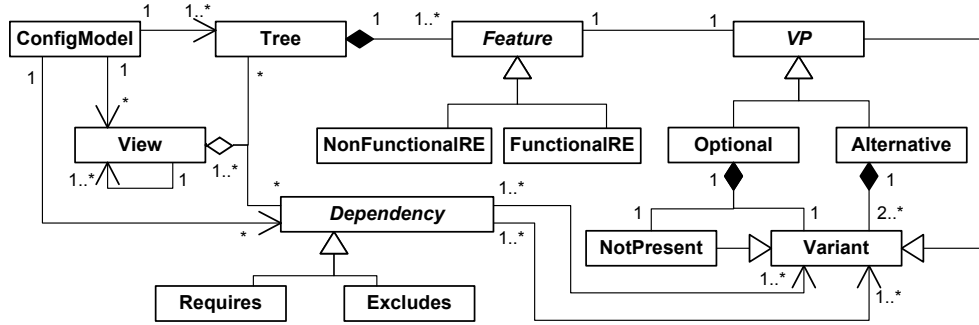 1 1..* 1 1..* 1 1
ConfigModel Tree Feature VP
1 1 *
*
NonFunctionalRE FunctionalRE Optional Alternative
View
1..* 1 1..* 1 1
* 1..* 1 1 2..*
Dependency
* 1..*
NotPresent Variant
1..* 1..*
Requires Excludes